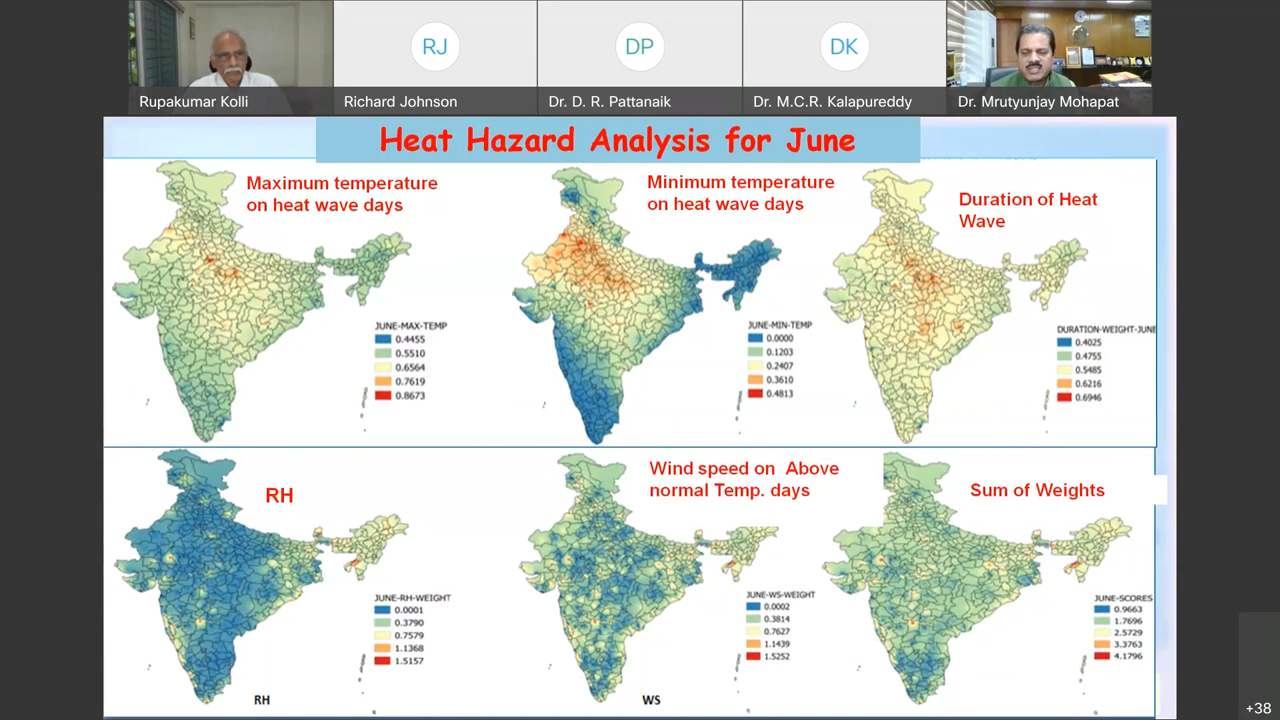 RJ
DP
DK
Rupakumar Kolli
Richard Johnson
Dr. D. R. Pattanaik
Dr. M.C.R. Kalapureddy
Dr. Mrutyunjay Mohapat
Heat Hazard Analysis for June
Maximum temperature
on heat wave days
JUNE-MAX-TEMP
0.4455
0.5510
0.6564
0.7619
0.8673
Minimum temperature
on heat wave days
JUNE-MIN-TEMP
0.0000
0.1203
0.2407
0.3610
0.4813
Duration of Heat
Wave
DURATION-WEIGHT-JUNE
0.4025
0.4755
0.5485
0.6216
0.6946
RH
JUNE-RH-WEIGHT
0.0001
0.3790
0.7579
1.1368
1.5157
RH
Wind speed on Above
normal Temp. days
JUNE-WS-WEIGHT
0.0002
0.3814
0.7627
1.1439
1.5252
WS
Sum of Weights
JUNE-SCORES
0.9663
1.7696
2.5729
3.3763
4.1796
+38